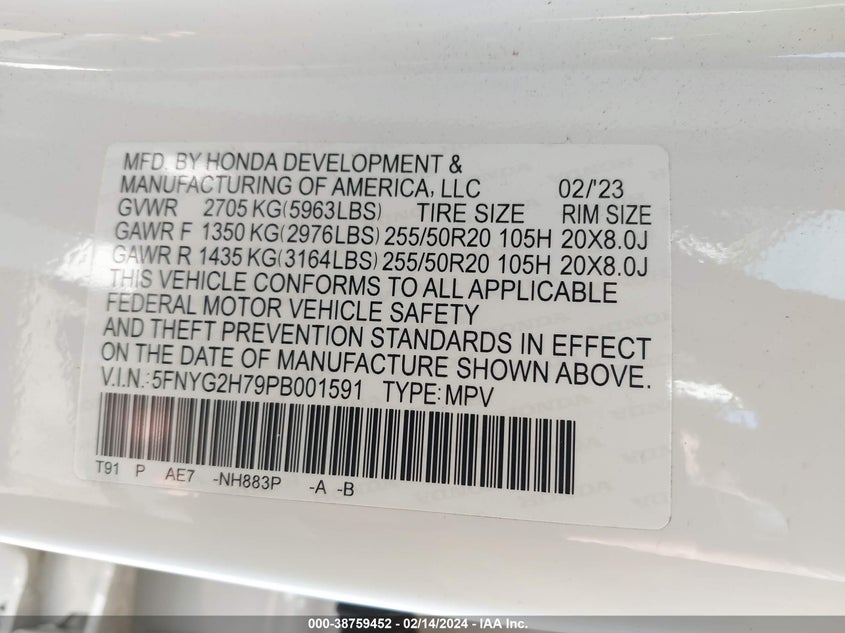 MFD. BY HONDA DEVELOPMENT &
MANUFACTURING OF AMERICA, LLC 02/'23
GVWR 2705 KG(5963LBS) TIRE SIZE RIM SIZE
GAWR F 1350 KG(2976LBS) 255/50R20 105H 20X8.0J
GAWR R 1435 KG(3164LBS) 255/50R20 105H 20X8.0J
THIS VEHICLE CONFORMS TO ALL APPLICABLE
FEDERAL MOTOR VEHICLE SAFETY
AND THEFT PREVENTION STANDARDS IN EFFECT
ON THE DATE OF MANUFACTURE SHOWN ABOVE.
V.I.N.:5FNYG2H79PB001591 TYPE:MPV
T91 P AE7 -NH883P -A -B
000-38759452 - 02/14/2024 - IAA Inc.